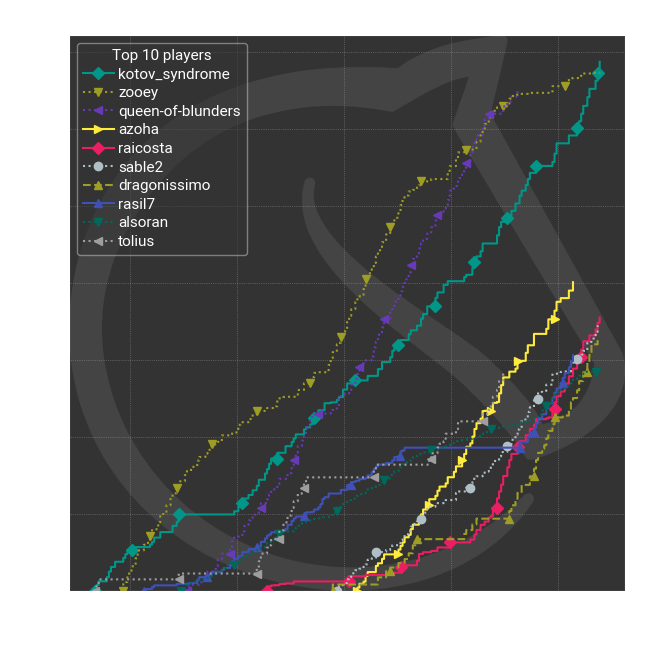 Top 10 players
kotov_syndrome
zooey
queen-of-blunders
azoha
raicosta
sable2
dragonissimo
rasil7
alsoran
tolius